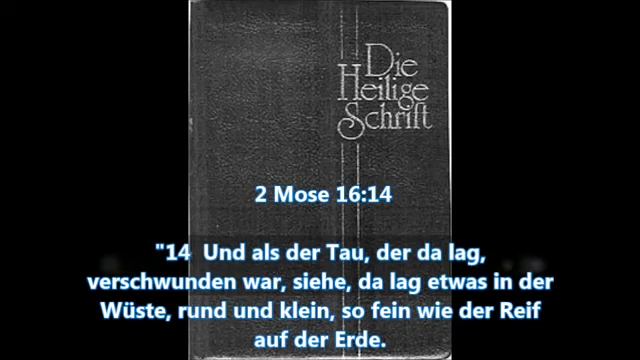 Die
Heilige
Schrift
2 Mose 16:14
"14  Und als der Tau, der da lag,
verschwunden war, siehe, da lag etwas in der
Wüste, rund und klein, so fein wie der Reif
auf der Erde.